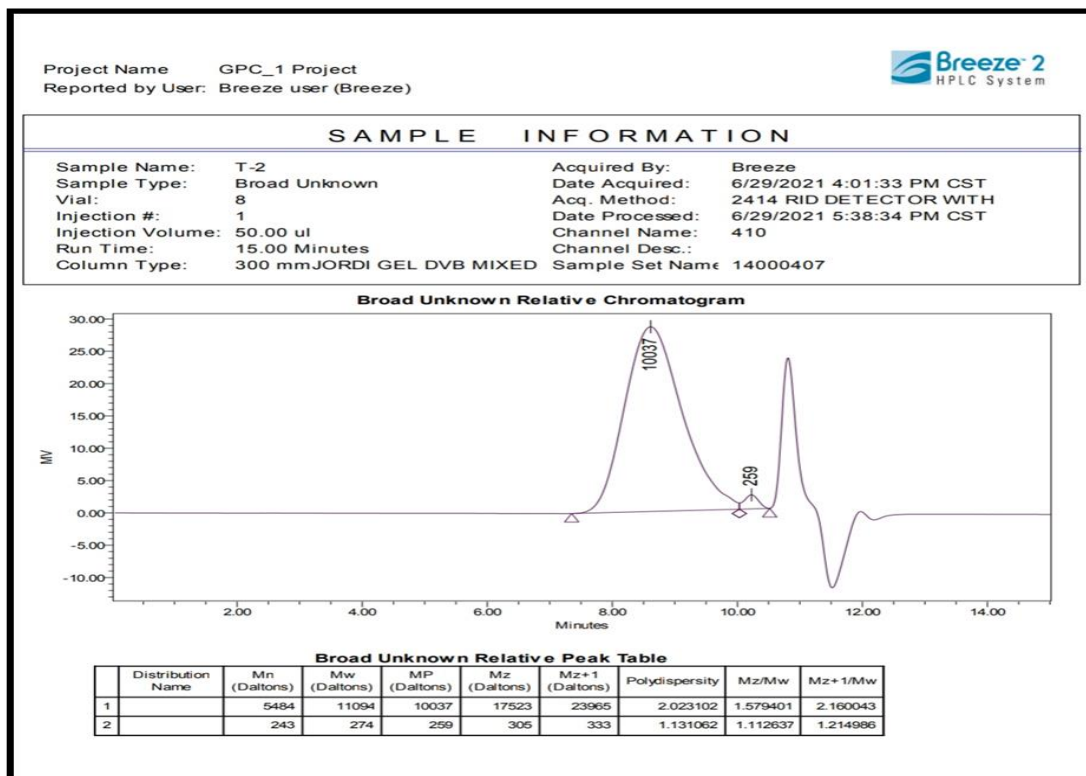 Project Name GPC_1 Project
Reported by User: Breeze user (Breeze)
Breeze™ 2
HPLC System
SAMPLE INFORMATION
Sample Name: T-2
Sample Type: Broad Unknown
Vial: 8
Injection #: 1
Injection Volume: 50.00 ul
Run Time: 15.00 Minutes
Column Type: 300 mmJORDI GEL DVB MIXED
Acquired By: Breeze
Date Acquired: 6/29/2021 4:01:33 PM CST
Acq. Method: 2414 RID DETECTOR WITH
Date Processed: 6/29/2021 5:38:34 PM CST
Channel Name: 410
Channel Desc.:
Sample Set Name 14000407
Broad Unknown Relative Chromatogram
30.00
25.00
20.00
15.00
10.00
5.00
0.00
-5.00
-10.00
MV
10037
259
2.00 4.00 6.00 8.00 10.00 12.00 14.00
Minutes
Broad Unknown Relative Peak Table
Distribution Name Mn (Daltons) Mw (Daltons) MP (Daltons) Mz (Daltons) Mz+1 (Daltons) Polydispersity Mz/Mw Mz+1/Mw
1 5484 11094 10037 17523 23965 2.023102 1.579401 2.160043
2 243 274 259 305 333 1.131062 1.112637 1.214986